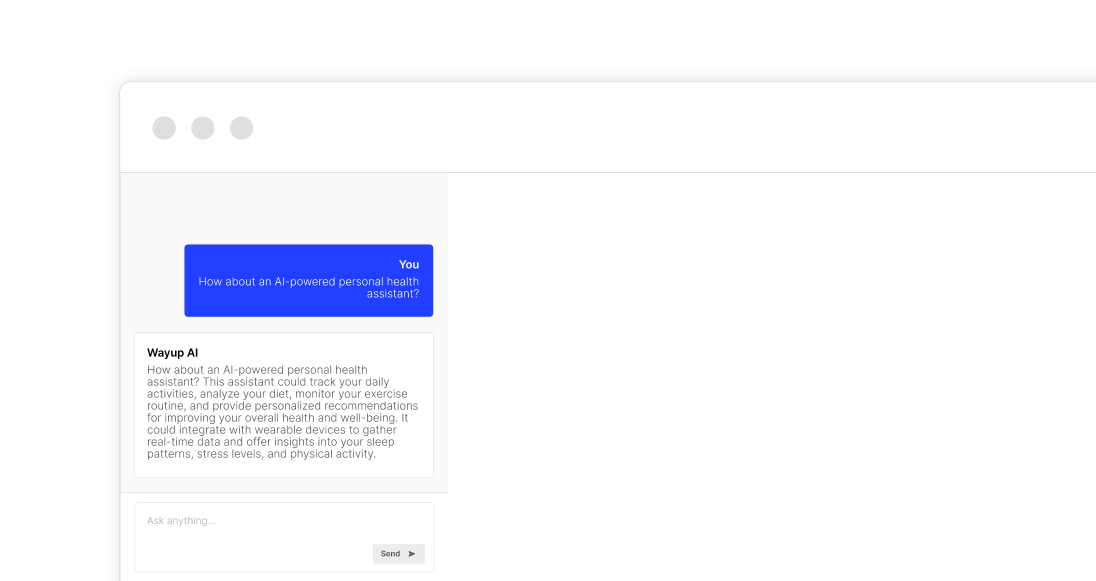 You
How about an AI-powered personal health
assistant?
Wayup AI
How about an AI-powered personal health
assistant? This assistant could track your daily
activities, analyze your diet, monitor your exercise
routine, and provide personalized recommendations
for improving your overall health and well-being. It
could integrate with wearable devices to gather
real-time data and offer insights into your sleep
patterns, stress levels, and physical activity.
Ask anything...
Send